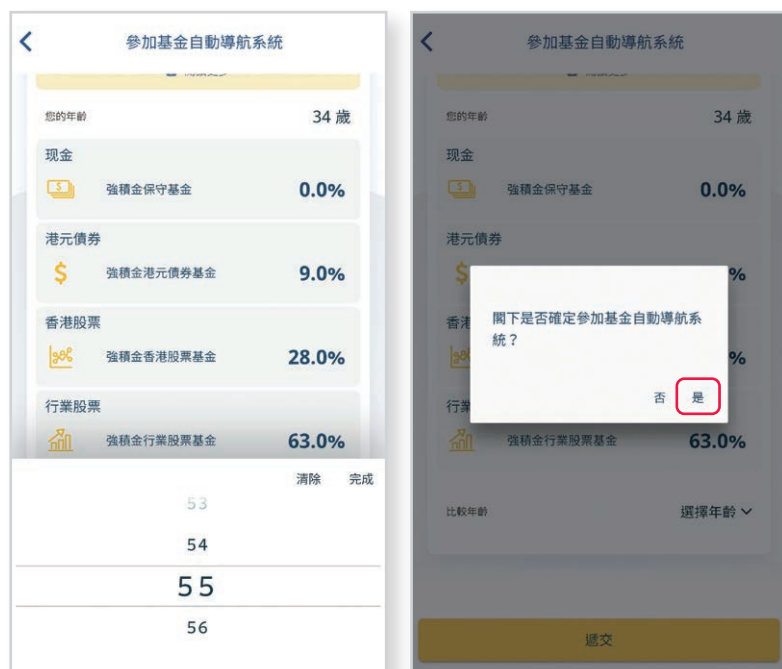 參加基金自動導航系統
您的年齡
34 歲
现金
強積金保守基金
0.0%
港元債券
$
強積金港元債券基金
9.0%
香港股票
強積金香港股票基金
28.0%
行業股票
強積金行業股票基金
63.0%
清除
完成
53
54
55
56
參加基金自動導航系統
您的年齡
34 歲
现金
強積金保守基金
0.0%
港元債券
$
%
香港
%
閣下是否確定參加基金自動導航系
統？
否
是
行業
強積金行業股票基金
63.0%
比較年齡
選擇年齡
遞交